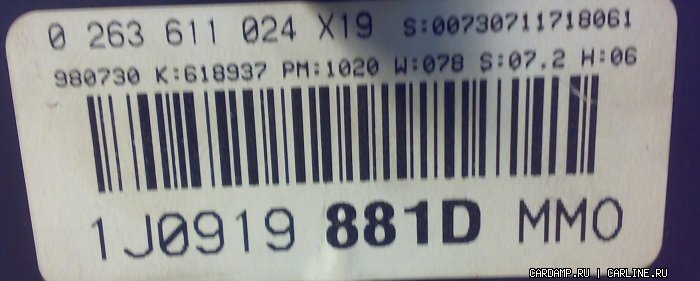 0 263 611 024 X19 S:00730711718061
980730 K:618937 PM:1020 W:078 S:07.2 H:06
1J0919 881D MMO
CARDAMP.RU | CARLINE.RU